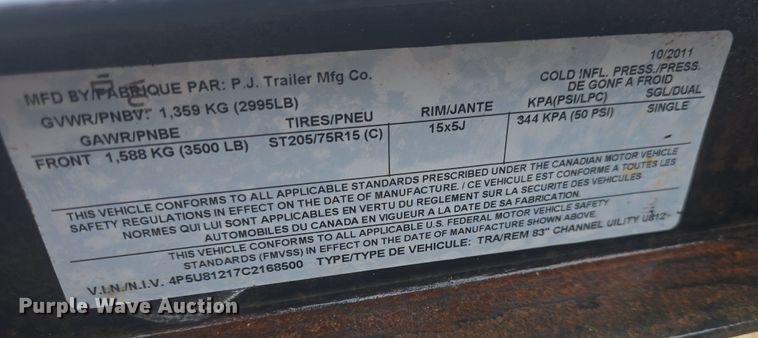 10/2011
MFD BY/FABRIQUE PAR: P.J. Trailer Mfg Co.
COLD INFL. PRESS./PRESS.
DE GONF A FROID
GVWR/PNBV: 1,359 KG (2995LB)
KPA(PSI/LPC) SGL/DUAL
GAWR/PNBE TIRES/PNEU RIM/JANTE
FRONT 1,588 KG (3500 LB) ST205/75R15 (C) 15x5J 344 KPA (50 PSI) SINGLE
THIS VEHICLE CONFORMS TO ALL APPLICABLE STANDARDS PRESCRIBED UNDER THE CANADIAN MOTOR VEHICLE
SAFETY REGULATIONS IN EFFECT ON THE DATE OF MANUFACTURE. / CE VEHICULE EST CONFORME A TOUTES LES
NORMES QUI LUI SONT APPLICABLES EN VERTU DU REGLEMENT SUR LA SECURITE DES VEHICULES
AUTOMOBILES DU CANADA EN VIGUEUR A LA DATE DE SA FABRICATION.
THIS VEHICLE CONFORMS TO ALL APPLICABLE U.S. FEDERAL MOTOR VEHICLE SAFETY
STANDARDS (FMVSS) IN EFFECT ON THE DATE OF MANUFACTURE SHOWN ABOVE.
V.I.N./N.I.V. 4P5U81217C2168500 TYPE/TYPE DE VEHICULE: TRA/REM 83" CHANNEL UILITY U812
Purple Wave Auction